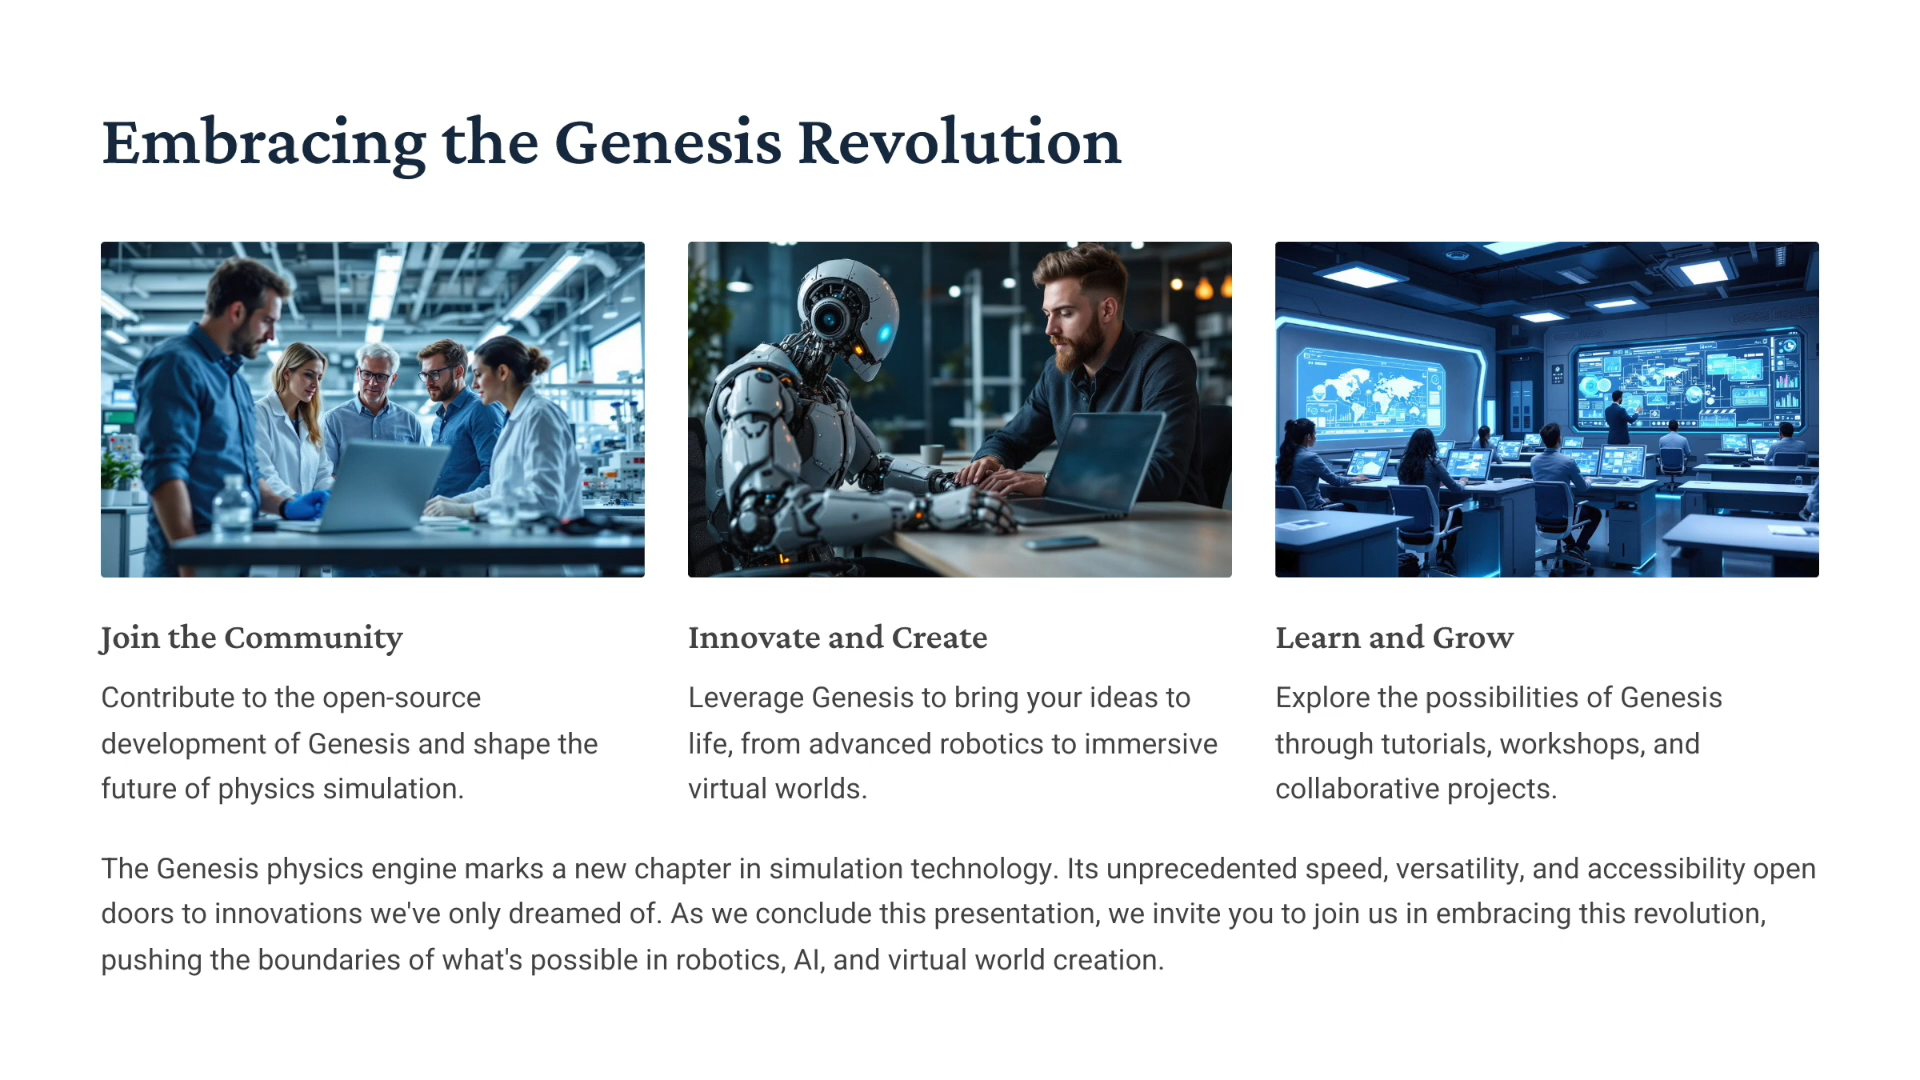 Embracing the Genesis Revolution
Join the Community
Contribute to the open-source
development of Genesis and shape the
future of physics simulation.
Innovate and Create
Leverage Genesis to bring your ideas to
life, from advanced robotics to immersive
virtual worlds.
Learn and Grow
Explore the possibilities of Genesis
through tutorials, workshops, and
collaborative projects.
The Genesis physics engine marks a new chapter in simulation technology. Its unprecedented speed, versatility, and accessibility open
doors to innovations we've only dreamed of. As we conclude this presentation, we invite you to join us in embracing this revolution,
pushing the boundaries of what's possible in robotics, AI, and virtual world creation.